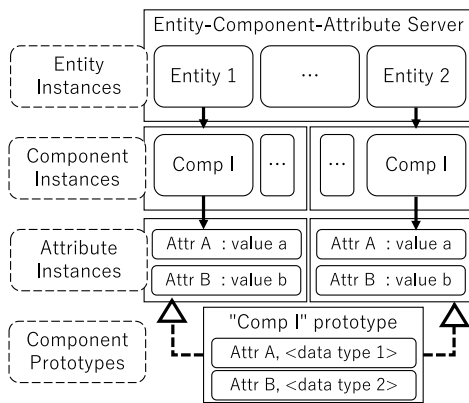 Entity-Component-Attribute Server
Entity
Instances
Entity 1
...
Entity 2
Component
Instances
Comp I
...
...
Comp I
Attribute
Instances
Attr A : value a
Attr B : value b
Attr A : value a
Attr B : value b
Component
Prototypes
"Comp I" prototype
Attr A, <data type 1>
Attr B, <data type 2>